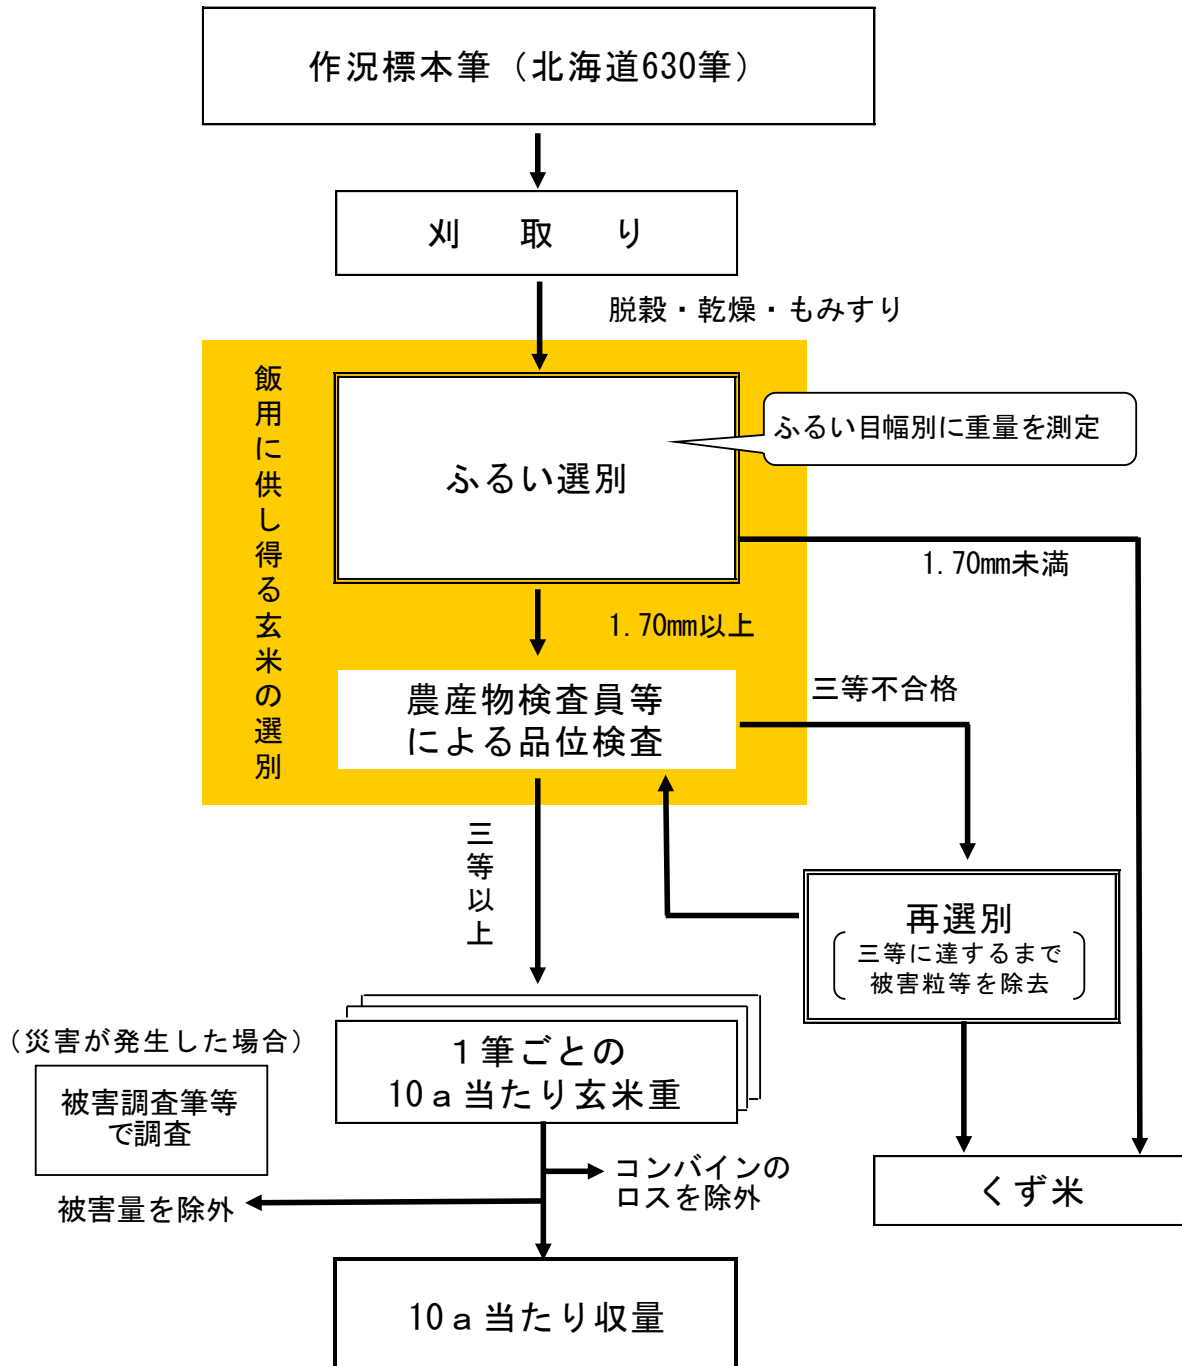 作況標本筆（北海道630筆）
刈　取　り
脱穀・乾燥・もみすり
飯用に供し得る玄米の選別
ふるい選別
ふるい目幅別に重量を測定
1.70mm未満
1.70mm以上
農産物検査員等
による品位検査
三等不合格
三等以上
再選別
三等に達するまで
被害粒等を除去
（災害が発生した場合）
被害調査筆等
で調査
１筆ごとの
10ａ当たり玄米重
コンバインの
ロスを除外
被害量を除外
くず米
10ａ当たり収量